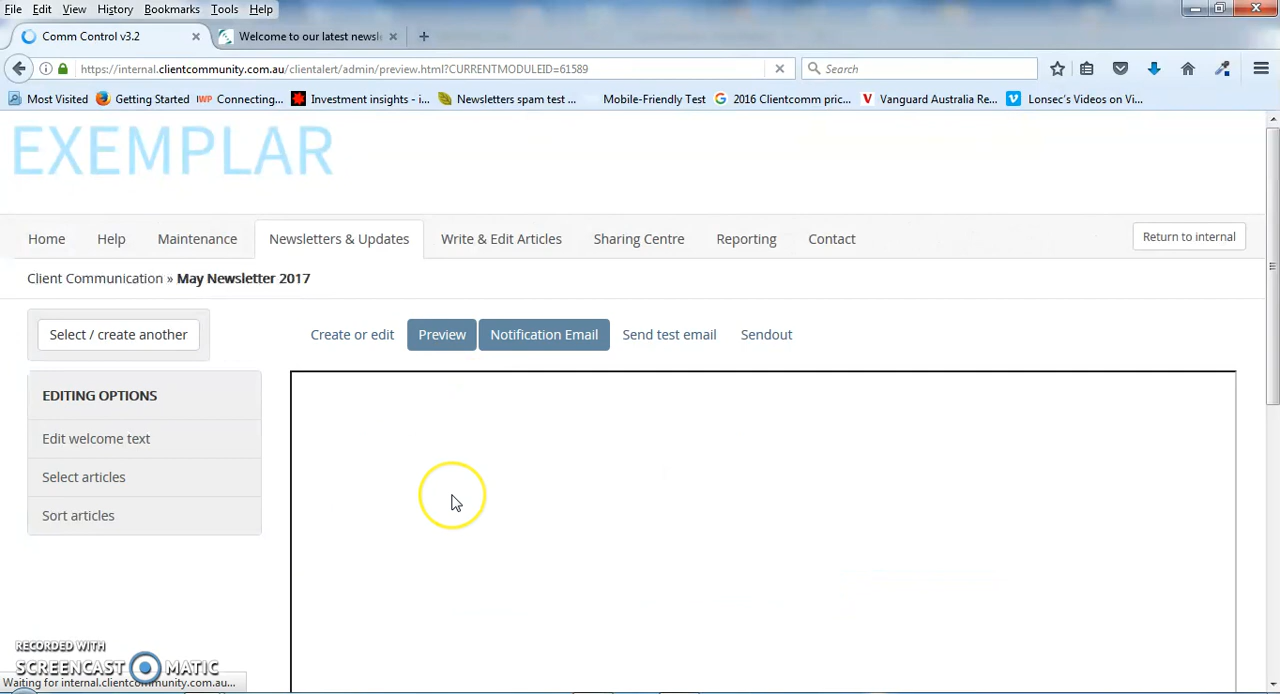 File Edit View History Bookmarks Tools Help
Comm Control v3.2 × Welcome to our latest newsl × +
https://internal.clientcommunity.com.au/clientalert/admin/preview.html?CURRENTMODULEID=61589 Search
Most Visited Getting Started IWP Connecting... Investment insights - i... Newsletters spam test ... Mobile-Friendly Test G 2016 Clientcomm pric... V Vanguard Australia Re... Lonsec's Videos on Vi...
EXEMPLAR
Home Help Maintenance Newsletters & Updates Write & Edit Articles Sharing Centre Reporting Contact Return to internal
Client Communication » May Newsletter 2017
Select / create another Create or edit Preview Notification Email Send test email Sendout
EDITING OPTIONS
Edit welcome text
Select articles
Sort articles
RECORDED WITH
SCREENCAST MATIC
Waiting for internal.clientcommunity.com.au...